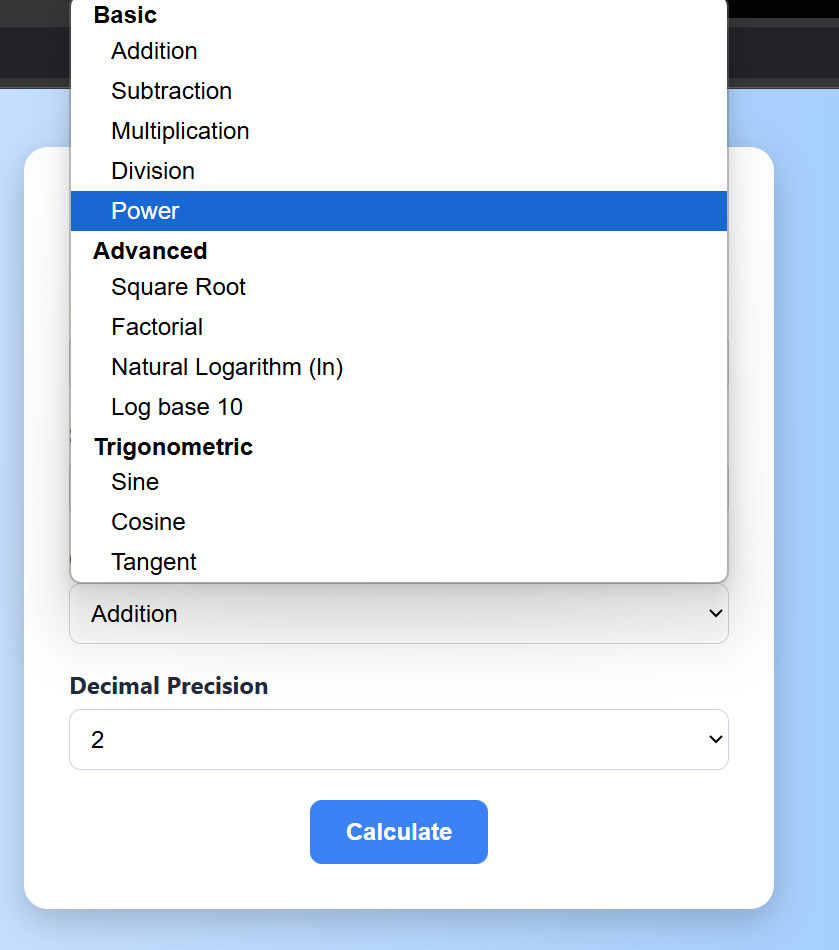 Basic
Addition
Subtraction
Multiplication
Division
Power
Advanced
Square Root
Factorial
Natural Logarithm (ln)
Log base 10
Trigonometric
Sine
Cosine
Tangent
Addition
Decimal Precision
2
Calculate